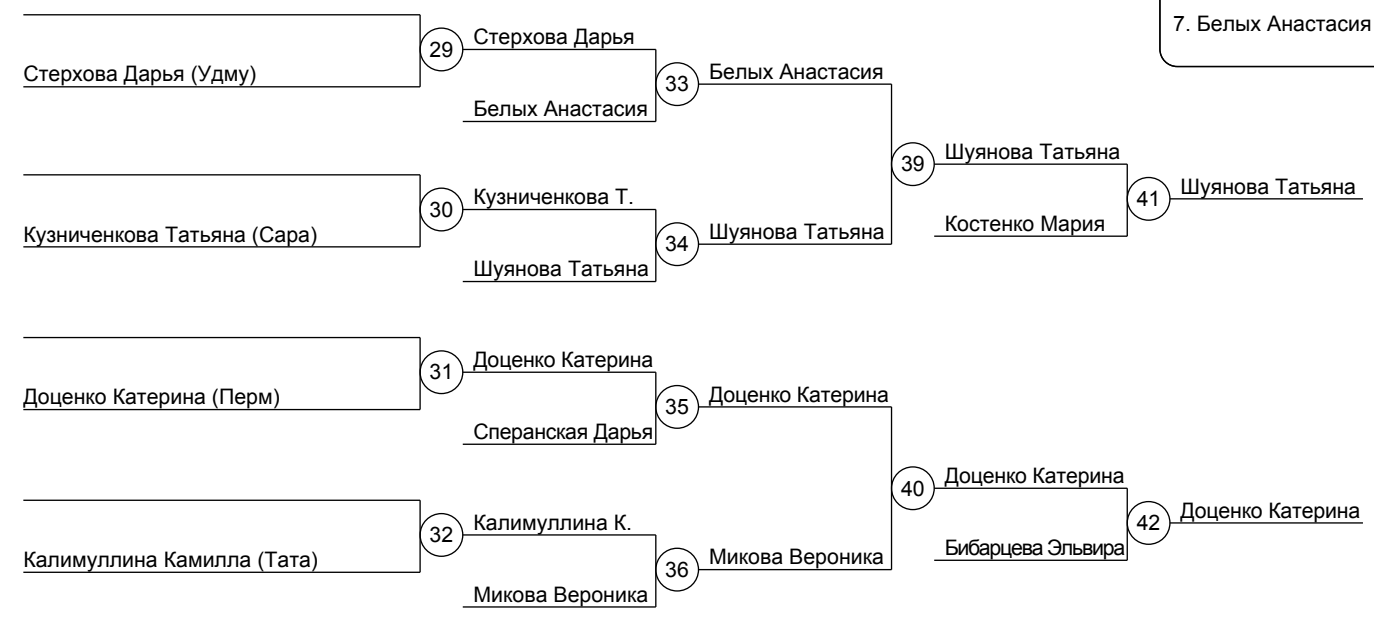 7. Белых Анастасия
29
Стерхова Дарья
Стерхова Дарья (Удму)
33
Белых Анастасия
Белых Анастасия
39
Шуянова Татьяна
30
Кузниченкова Т.
41
Шуянова Татьяна
Кузниченкова Татьяна (Сара)
34
Шуянова Татьяна
Костенко Мария
Шуянова Татьяна
31
Доценко Катерина
Доценко Катерина (Перм)
35
Доценко Катерина
Сперанская Дарья
40
Доценко Катерина
32
Калимуллина К.
42
Доценко Катерина
Калимуллина Камилла (Тата)
36
Микова Вероника
Бибарцева Эльвира
Микова Вероника